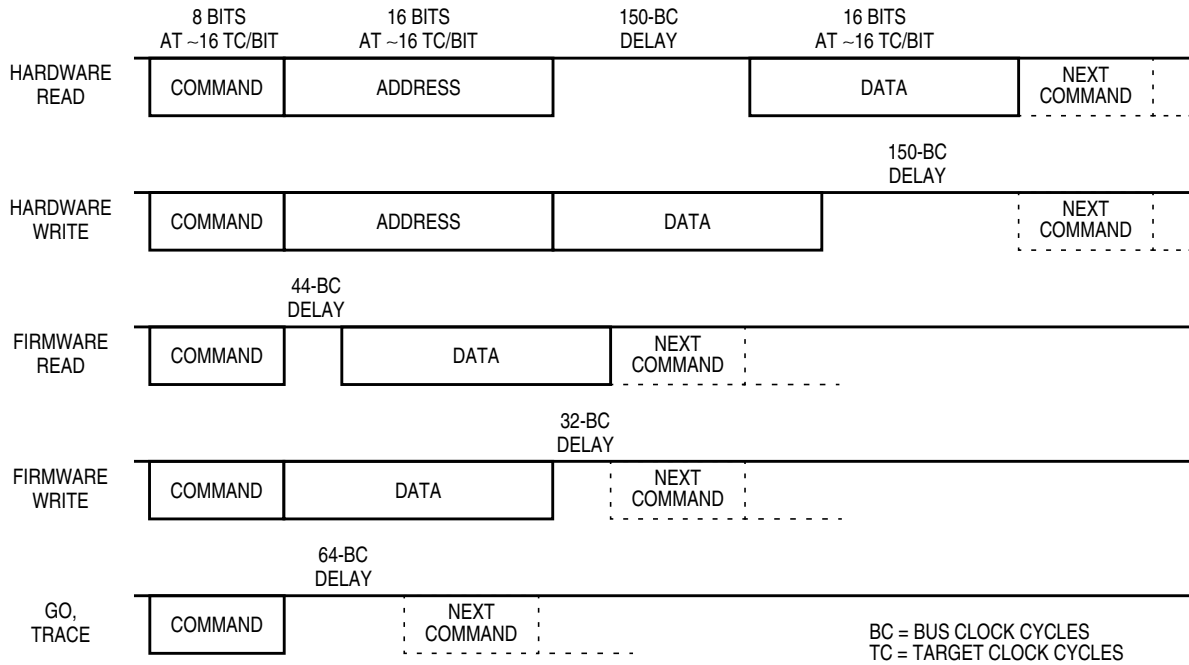 8 BITS
AT ~16 TC/BIT
16 BITS
AT ~16 TC/BIT
150-BC
DELAY
16 BITS
AT ~16 TC/BIT
HARDWARE
READ
COMMAND
ADDRESS
DATA
NEXT
COMMAND
150-BC
DELAY
HARDWARE
WRITE
COMMAND
ADDRESS
DATA
NEXT
COMMAND
44-BC
DELAY
FIRMWARE
READ
COMMAND
DATA
NEXT
COMMAND
32-BC
DELAY
FIRMWARE
WRITE
COMMAND
DATA
NEXT
COMMAND
64-BC
DELAY
GO,
TRACE
COMMAND
NEXT
COMMAND
BC = BUS CLOCK CYCLES
TC = TARGET CLOCK CYCLES